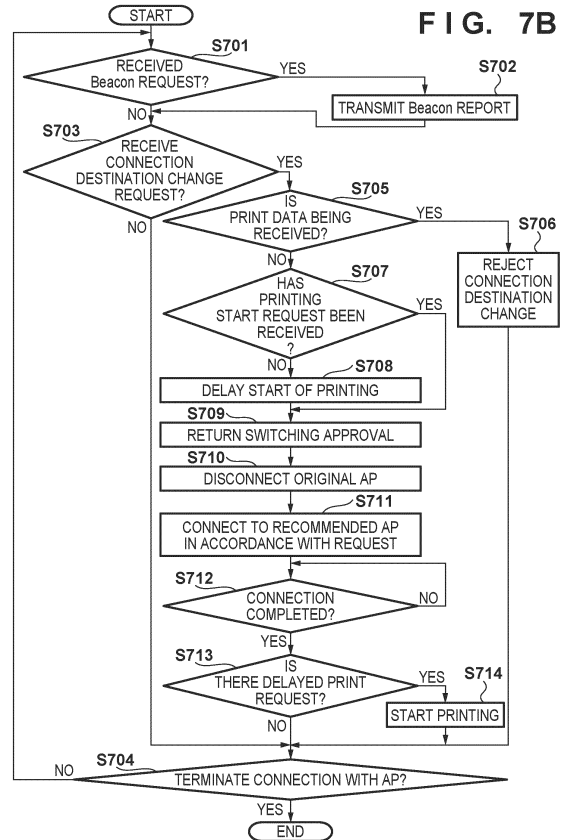 FIG. 7B
START
S701
RECEIVED
Beacon REQUEST?
YES
S702
TRANSMIT Beacon REPORT
NO
S703
RECEIVE
CONNECTION
DESTINATION CHANGE
REQUEST?
YES
NO
S705
IS
PRINT DATA BEING
RECEIVED?
YES
S706
REJECT
CONNECTION
DESTINATION
CHANGE
NO
S707
HAS
PRINTING
START REQUEST BEEN
RECEIVED
?
YES
NO
S708
DELAY START OF PRINTING
S709
RETURN SWITCHING APPROVAL
S710
DISCONNECT ORIGINAL AP
S711
CONNECT TO RECOMMENDED AP
IN ACCORDANCE WITH REQUEST
S712
CONNECTION
COMPLETED?
NO
YES
S713
IS
THERE DELAYED PRINT
REQUEST?
YES
S714
START PRINTING
NO
S704
TERMINATE CONNECTION WITH AP?
NO
YES
END